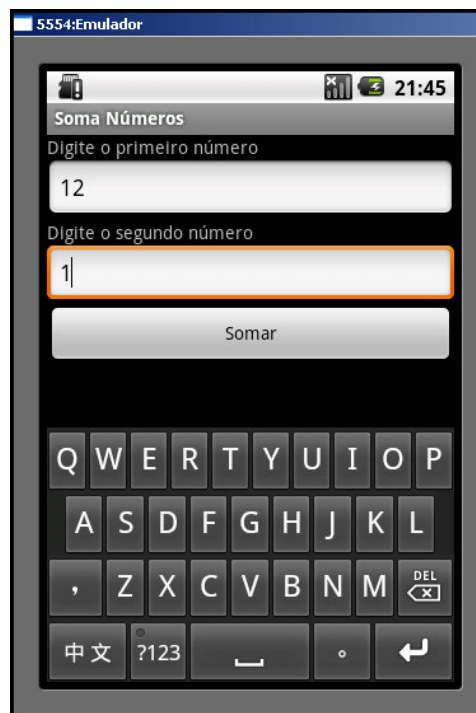 5554:Emulador
21:45
Soma Números
Digite o primeiro número
12
Digite o segundo número
1
Somar
Q W E R T Y U I O P
A S D F G H J K L
, Z X C V B N M DEL
中文 ?123 。